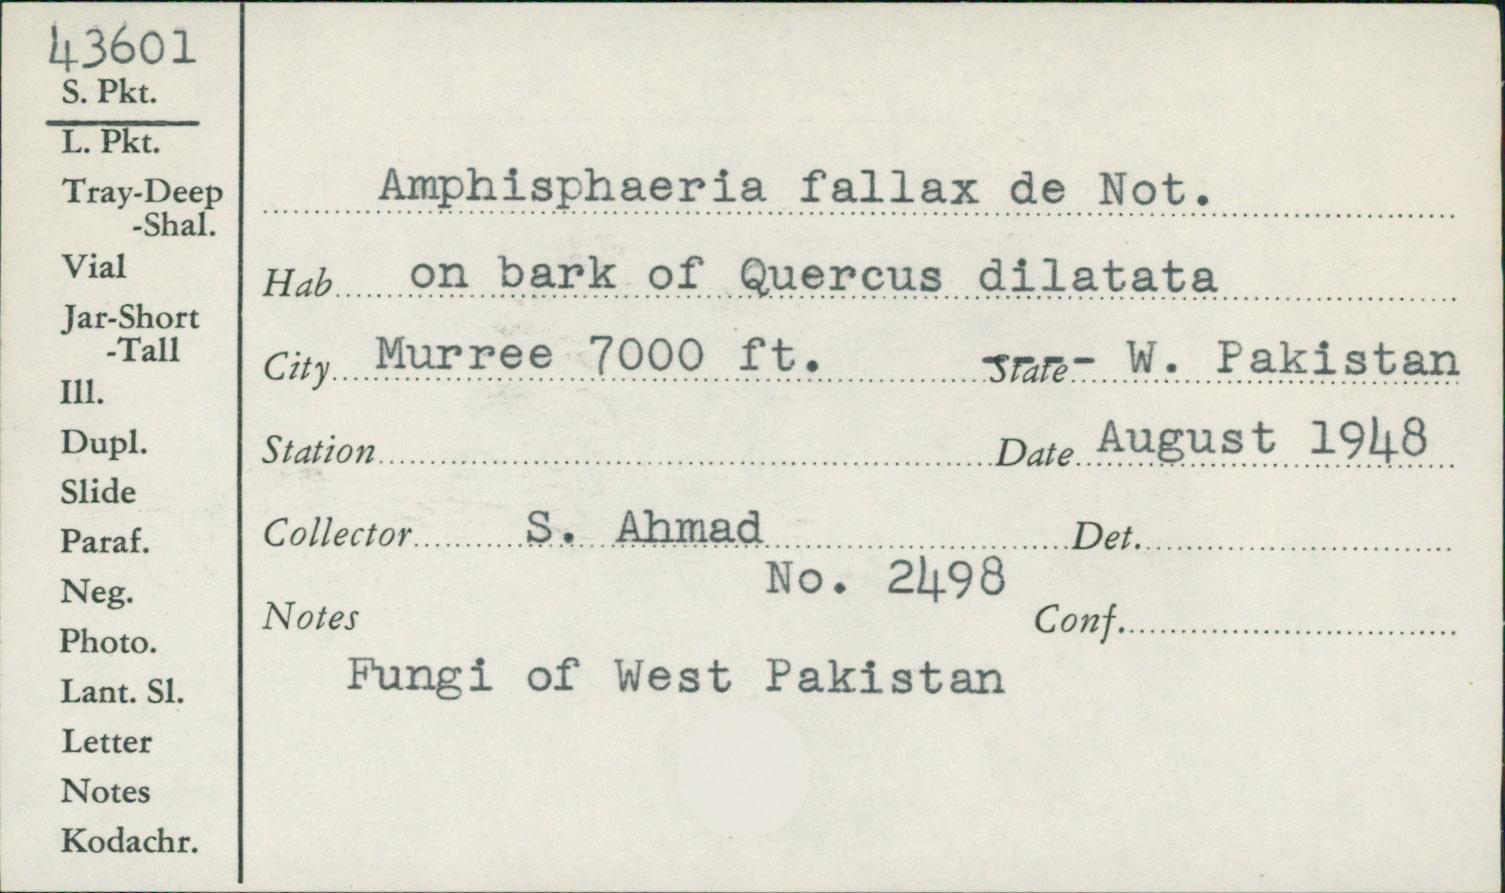 43601
S. Pkt.
L. Pkt.
Tray-Deep
-Shal.
Vial
Jar-Short
-Tall
Ill.
Dupl.
Slide
Paraf.
Neg.
Photo.
Lant. Sl.
Letter
Notes
Kodachr.
Amphisphaeria fallax de Not.
Hab on bark of Quercus dilatata
City Murree 7000 ft. State W. Pakistan
Station Date August 1948
Collector S. Ahmad Det.
No. 2498
Notes Conf.
Fungi of West Pakistan